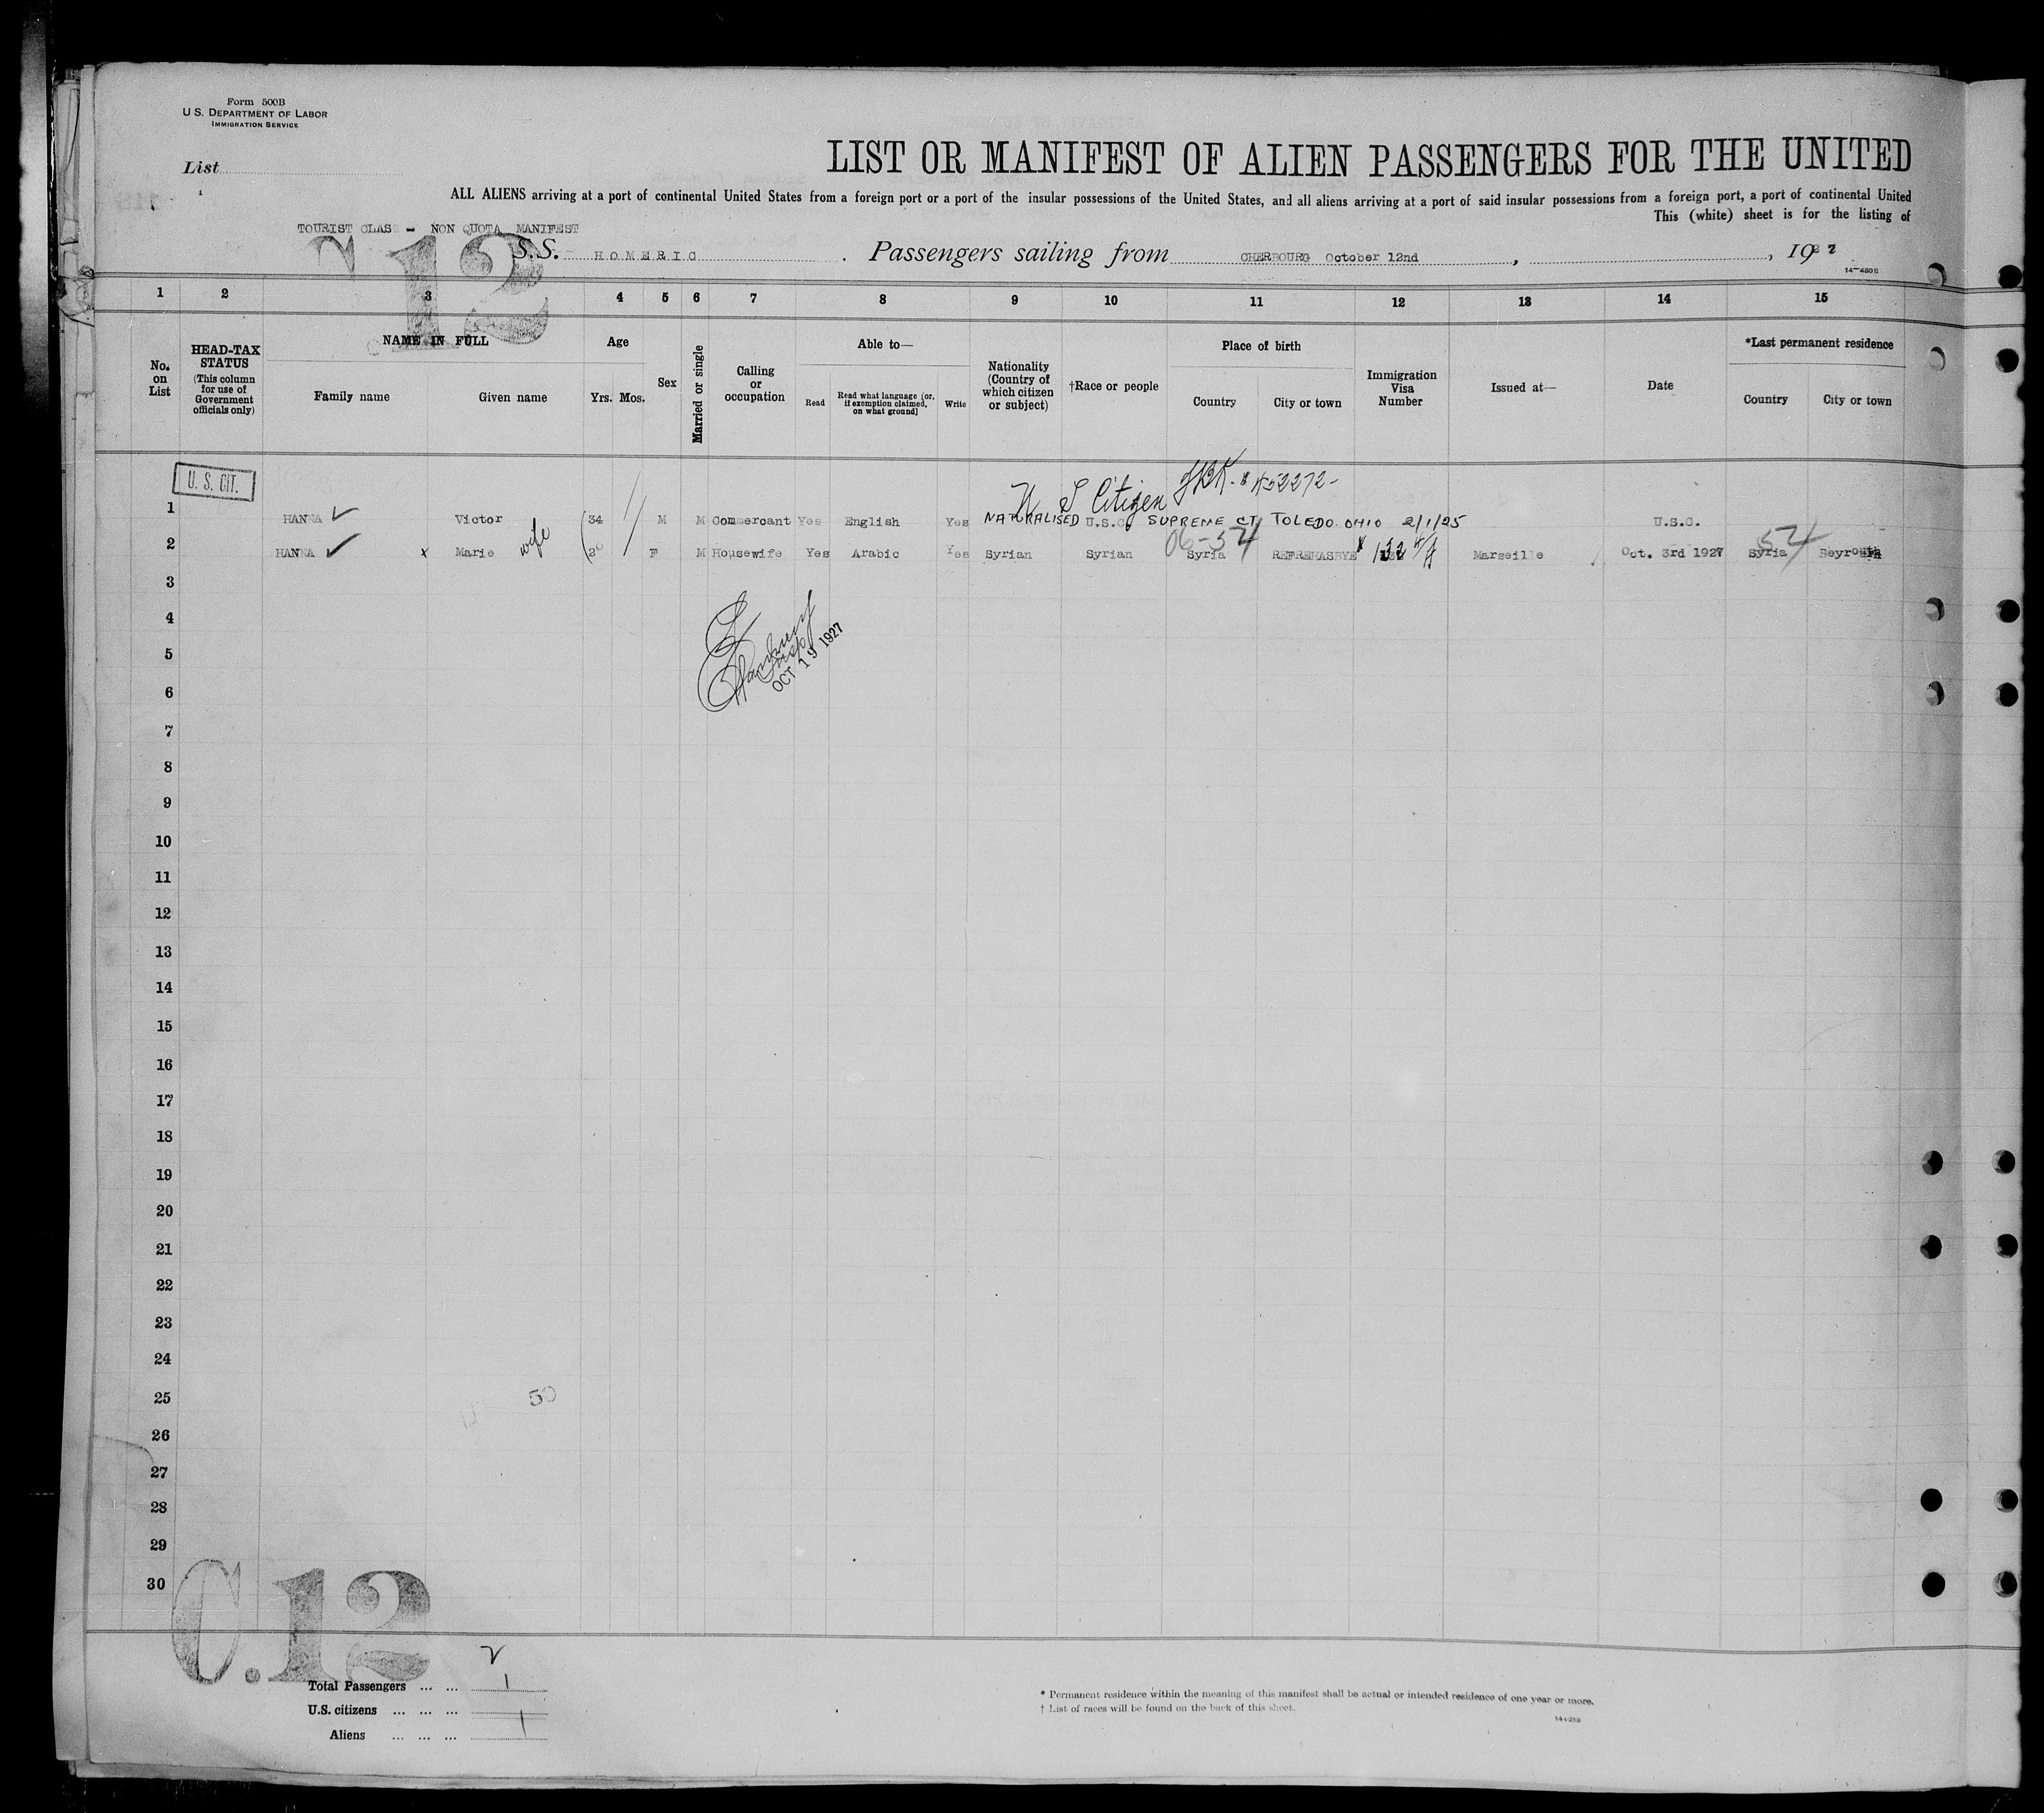 Form 500B
U. S. DEPARTMENT OF LABOR
IMMIGRATION SERVICE
List
LIST OR MANIFEST OF ALIEN PASSENGERS FOR THE UNITED
ALL ALIENS arriving at a port of continental United States from a foreign port or a port of the insular possessions of the United States, and all aliens arriving at a port of said insular possessions from a foreign port, a port of continental United
This (white) sheet is for the listing of
TOURIST CLASS - NON QUOTA MANIFEST
C 12
S.S. HOMERIC. Passengers sailing from CHERBOURG October 12nd, , 1927
14-4808
1 2 3 4 5 6 7 8 9 10 11 12 13 14 15
No. on List
HEAD-TAX STATUS
(This column for use of Government officials only)
NAME IN FULL
Family name Given name
Age
Yrs. Mos.
Sex
Married or single
Calling or occupation
Able to—
Read Read what language [or, if exemption claimed, on what ground] Write
Nationality (Country of which citizen or subject)
†Race or people
Place of birth
Country City or town
Immigration Visa Number
Issued at—
Date
*Last permanent residence
Country City or town
U. S. CIT.
U S Citizen
1 HANNA Victor 34 M M Commercant Yes English Yes NATURALISED U.S.C. SUPREME CT. TOLEDO. OHIO 2/1/25 U.S.C.
wife
06-54 54
2 HANNA x Marie 20 F M Housewife Yes Arabic Yes Syrian Syrian Syria REFREHASBYE 132 Marseille Oct. 3rd 1927 Syria Beyrouth
3
4
OCT 19 1927
5
6
7
8
9
10
11
12
13
14
15
16
17
18
19
20
21
22
23
24
25
50
26
27
28
29
30
C.12
2
Total Passengers ... ... 1
U.S. citizens ... ... ... 1
Aliens ... ... ...
* Permanent residence within the meaning of this manifest shall be actual or intended residence of one year or more.
† List of races will be found on the back of this sheet.